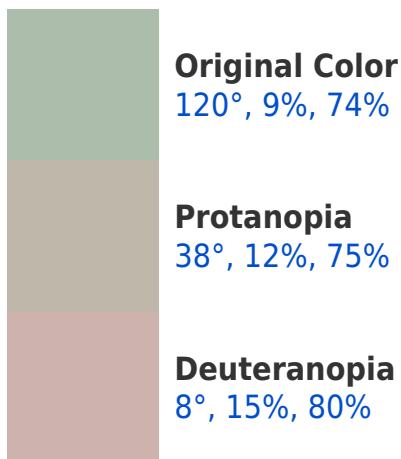 Original Color
120°, 9%, 74%
Protanopia
38°, 12%, 75%
Deuteranopia
8°, 15%, 80%